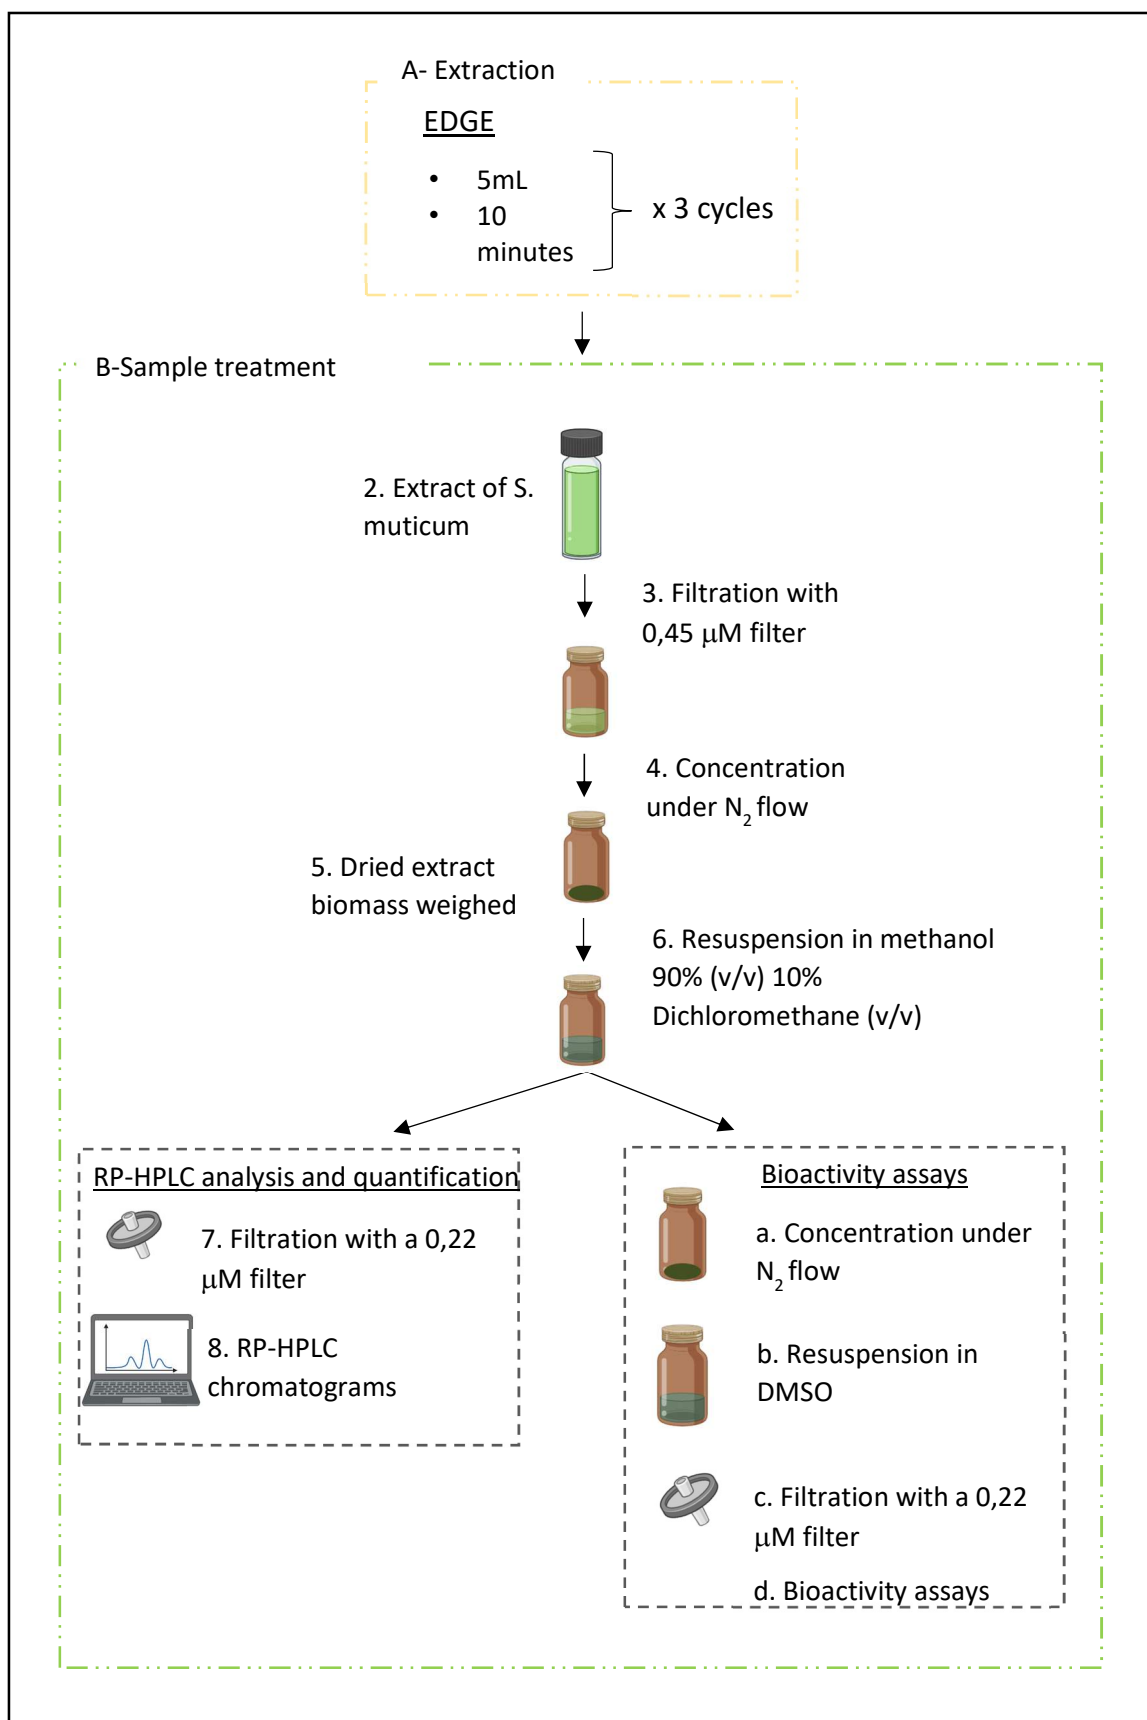 A- Extraction
EDGE
• 5mL
• 10
minutes
x 3 cycles
B-Sample treatment
2. Extract of S.
muticum
3. Filtration with
0,45 μM filter
4. Concentration
under N₂ flow
5. Dried extract
biomass weighed
6. Resuspension in methanol
90% (v/v) 10%
Dichloromethane (v/v)
RP-HPLC analysis and quantification
7. Filtration with a 0,22
μM filter
8. RP-HPLC
chromatograms
Bioactivity assays
a. Concentration under
N₂ flow
b. Resuspension in
DMSO
c. Filtration with a 0,22
μM filter
d. Bioactivity assays